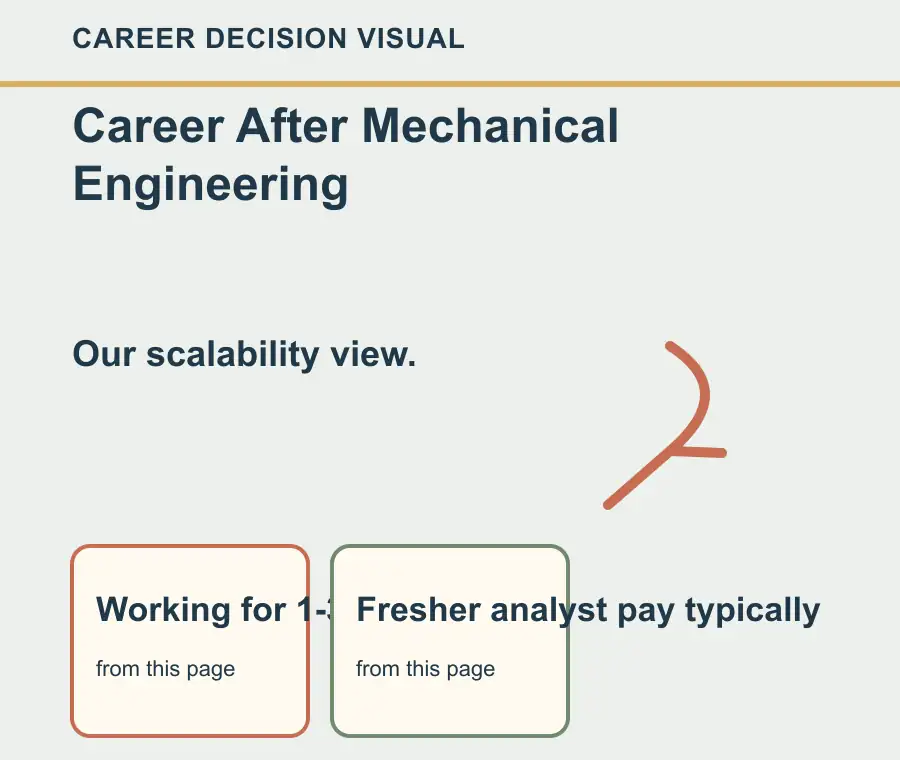 CAREER DECISION VISUAL
Career After Mechanical
Engineering
Our scalability view.
Working for 1-
Fresher analyst pay typically
from this page
from this page